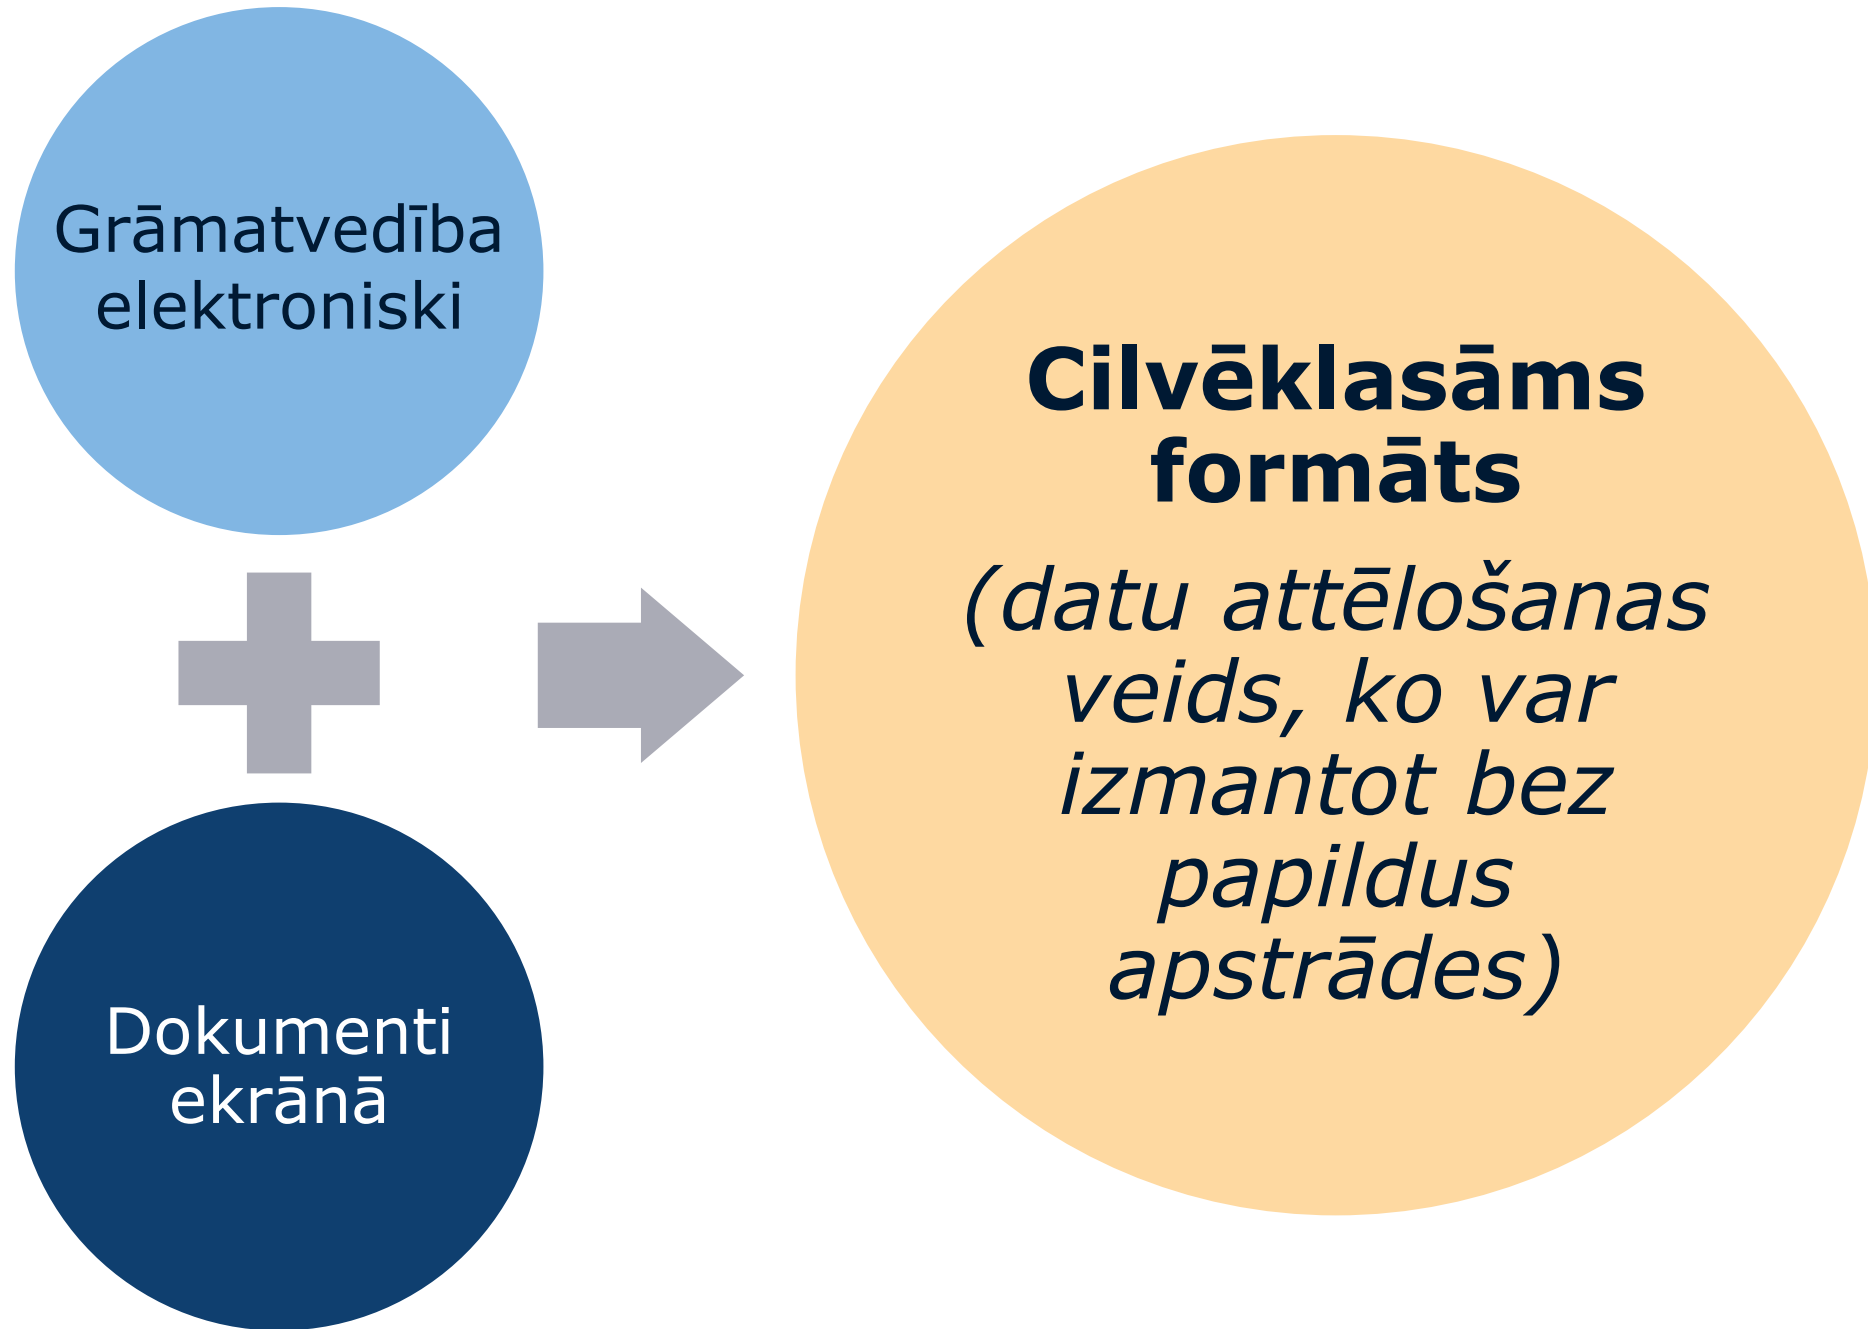 Grāmatvedība
elektroniski
Dokumenti
ekrānā
Cilvēklasāms
formāts
(datu attēlošanas
veids, ko var
izmantot bez
papildus
apstrādes)